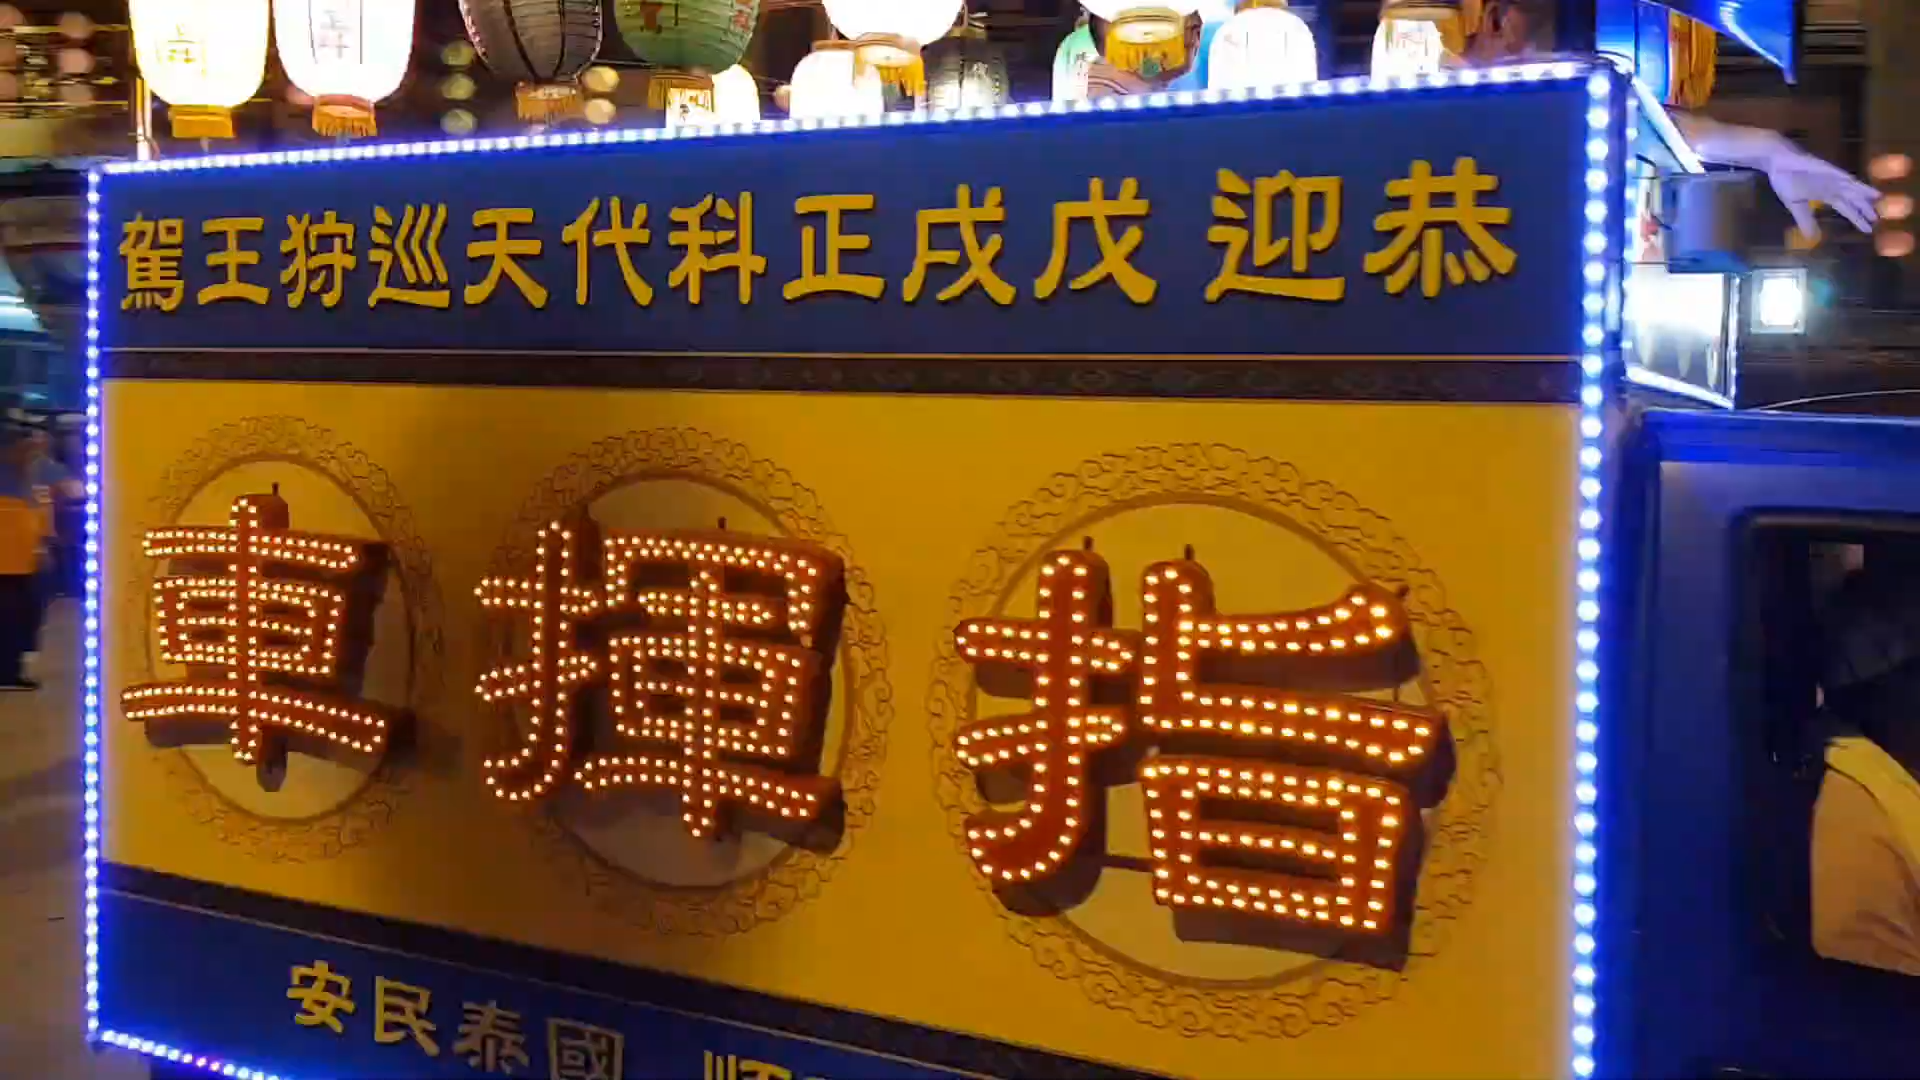 恭迎 戊戌正科代天巡狩王駕
指揮車
順 國泰民安